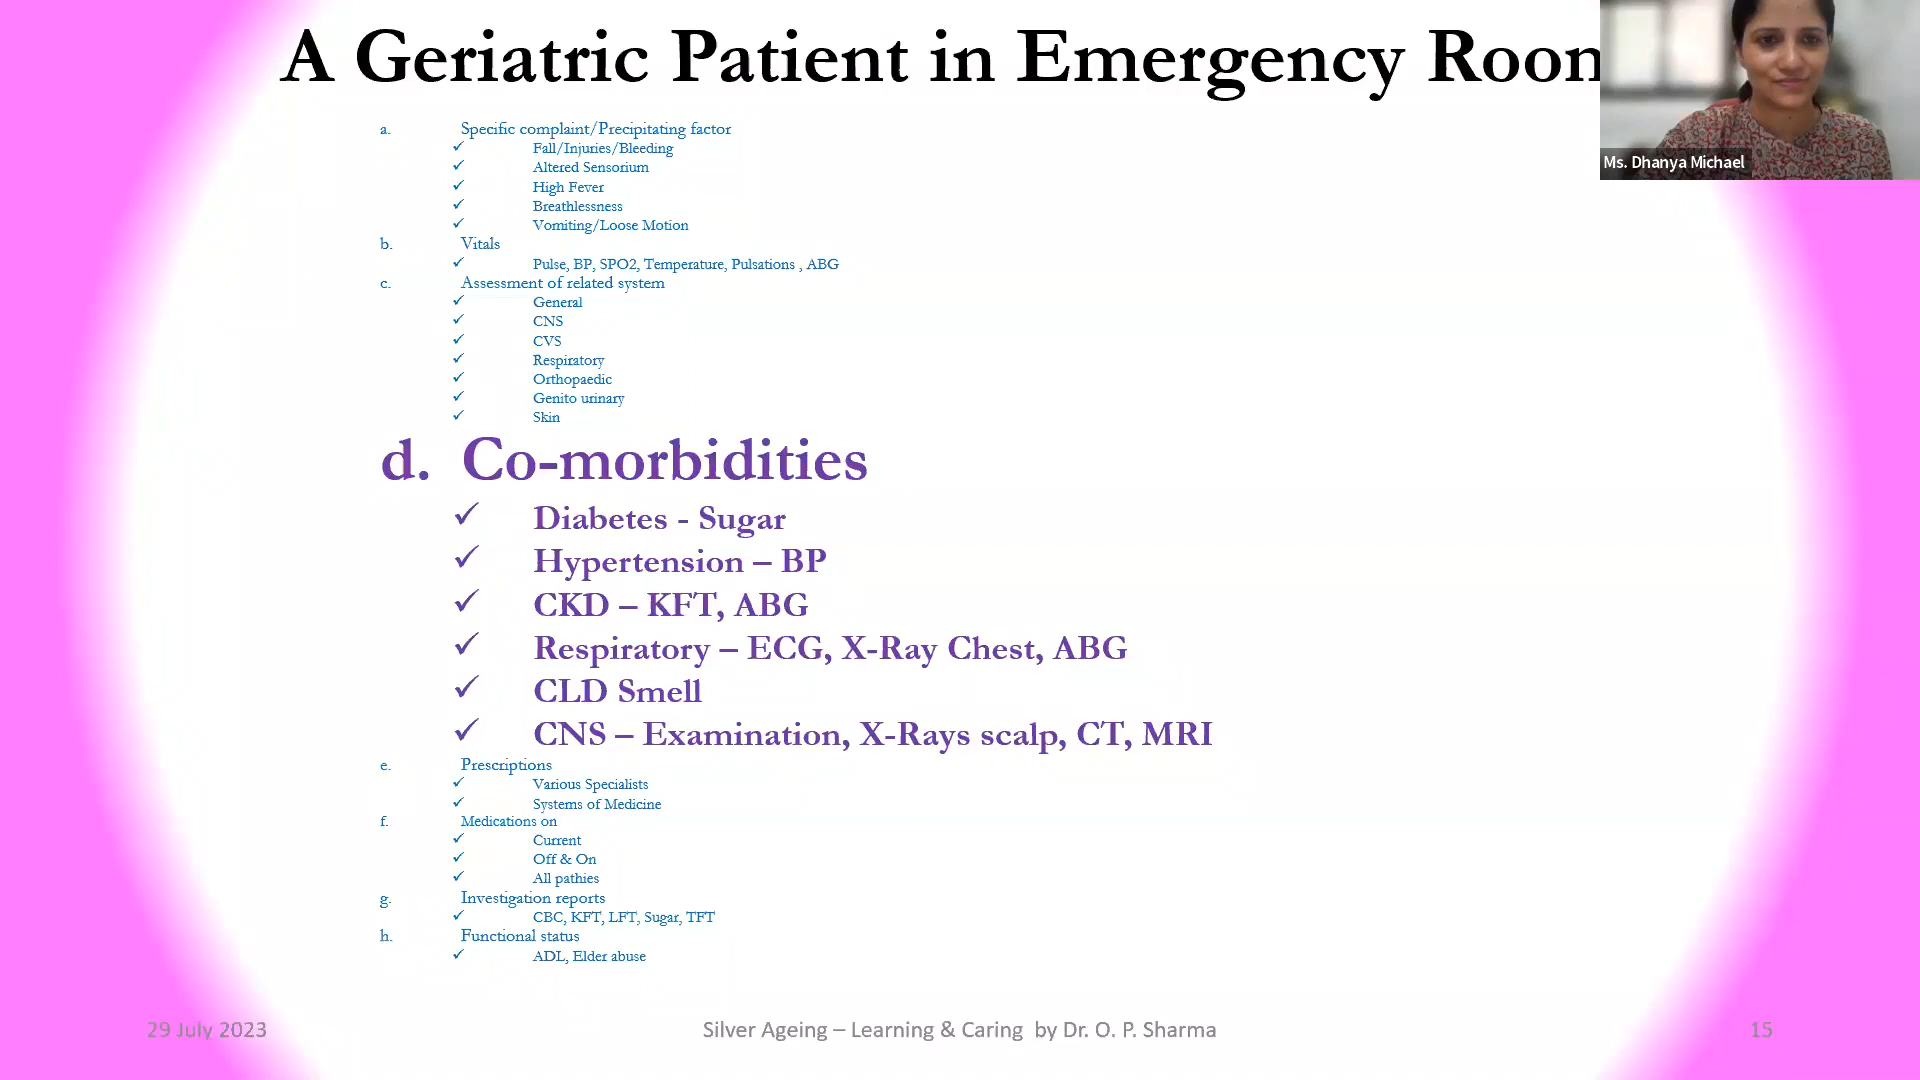 A Geriatric Patient in Emergency Roon
Ms. Dhanya Michael
a. Specific complaint/Precipitating factor
✓ Fall/Injuries/Bleeding
✓ Altered Sensorium
✓ High Fever
✓ Breathlessness
✓ Vomiting/Loose Motion
b. Vitals
✓ Pulse, BP, SPO2, Temperature, Pulsations , ABG
c. Assessment of related system
✓ General
✓ CNS
✓ CVS
✓ Respiratory
✓ Orthopaedic
✓ Genito urinary
✓ Skin
d. Co-morbidities
✓ Diabetes - Sugar
✓ Hypertension – BP
✓ CKD – KFT, ABG
✓ Respiratory – ECG, X-Ray Chest, ABG
✓ CLD Smell
✓ CNS – Examination, X-Rays scalp, CT, MRI
e. Prescriptions
✓ Various Specialists
✓ Systems of Medicine
f. Medications on
✓ Current
✓ Off & On
✓ All pathies
g. Investigation reports
✓ CBC, KFT, LFT, Sugar, TFT
h. Functional status
✓ ADL, Elder abuse
29 July 2023
Silver Ageing – Learning & Caring by Dr. O. P. Sharma
15